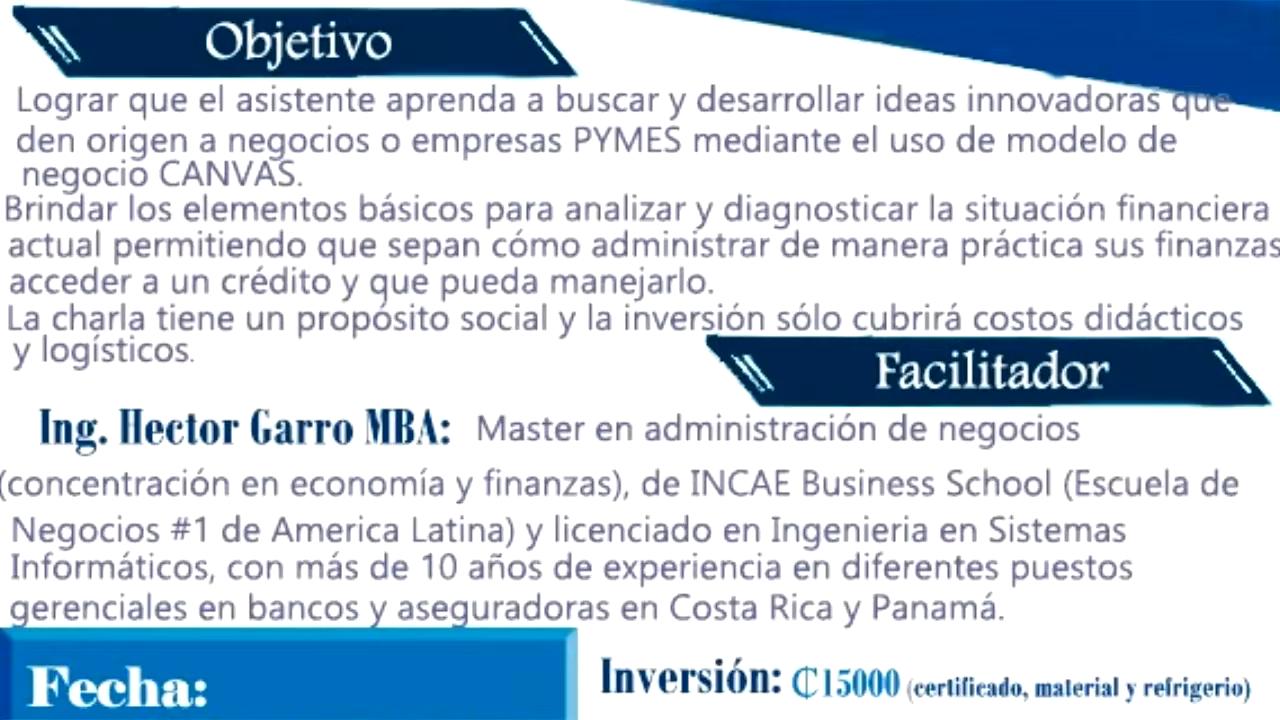 Objetivo
Lograr que el asistente aprenda a buscar y desarrollar ideas innovadoras que
den origen a negocios o empresas PYMES mediante el uso de modelo de
negocio CANVAS.
Brindar los elementos básicos para analizar y diagnosticar la situación financiera
actual permitiendo que sepan cómo administrar de manera práctica sus finanzas
acceder a un crédito y que pueda manejarlo.
La charla tiene un propósito social y la inversión sólo cubrirá costos didácticos
y logísticos.
Facilitador
Ing. Hector Garro MBA: Master en administración de negocios
(concentración en economía y finanzas), de INCAE Business School (Escuela de
Negocios #1 de America Latina) y licenciado en Ingenieria en Sistemas
Informáticos, con más de 10 años de experiencia en diferentes puestos
gerenciales en bancos y aseguradoras en Costa Rica y Panamá.
Fecha:
Inversión: ₡15000 (certificado, material y refrigerio)